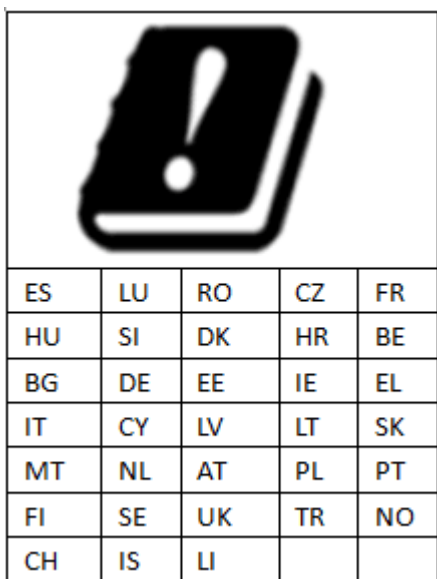 ES LU RO CZ FR
HU SI DK HR BE
BG DE EE IE EL
IT CY LV LT SK
MT NL AT PL PT
FI SE UK TR NO
CH IS LI